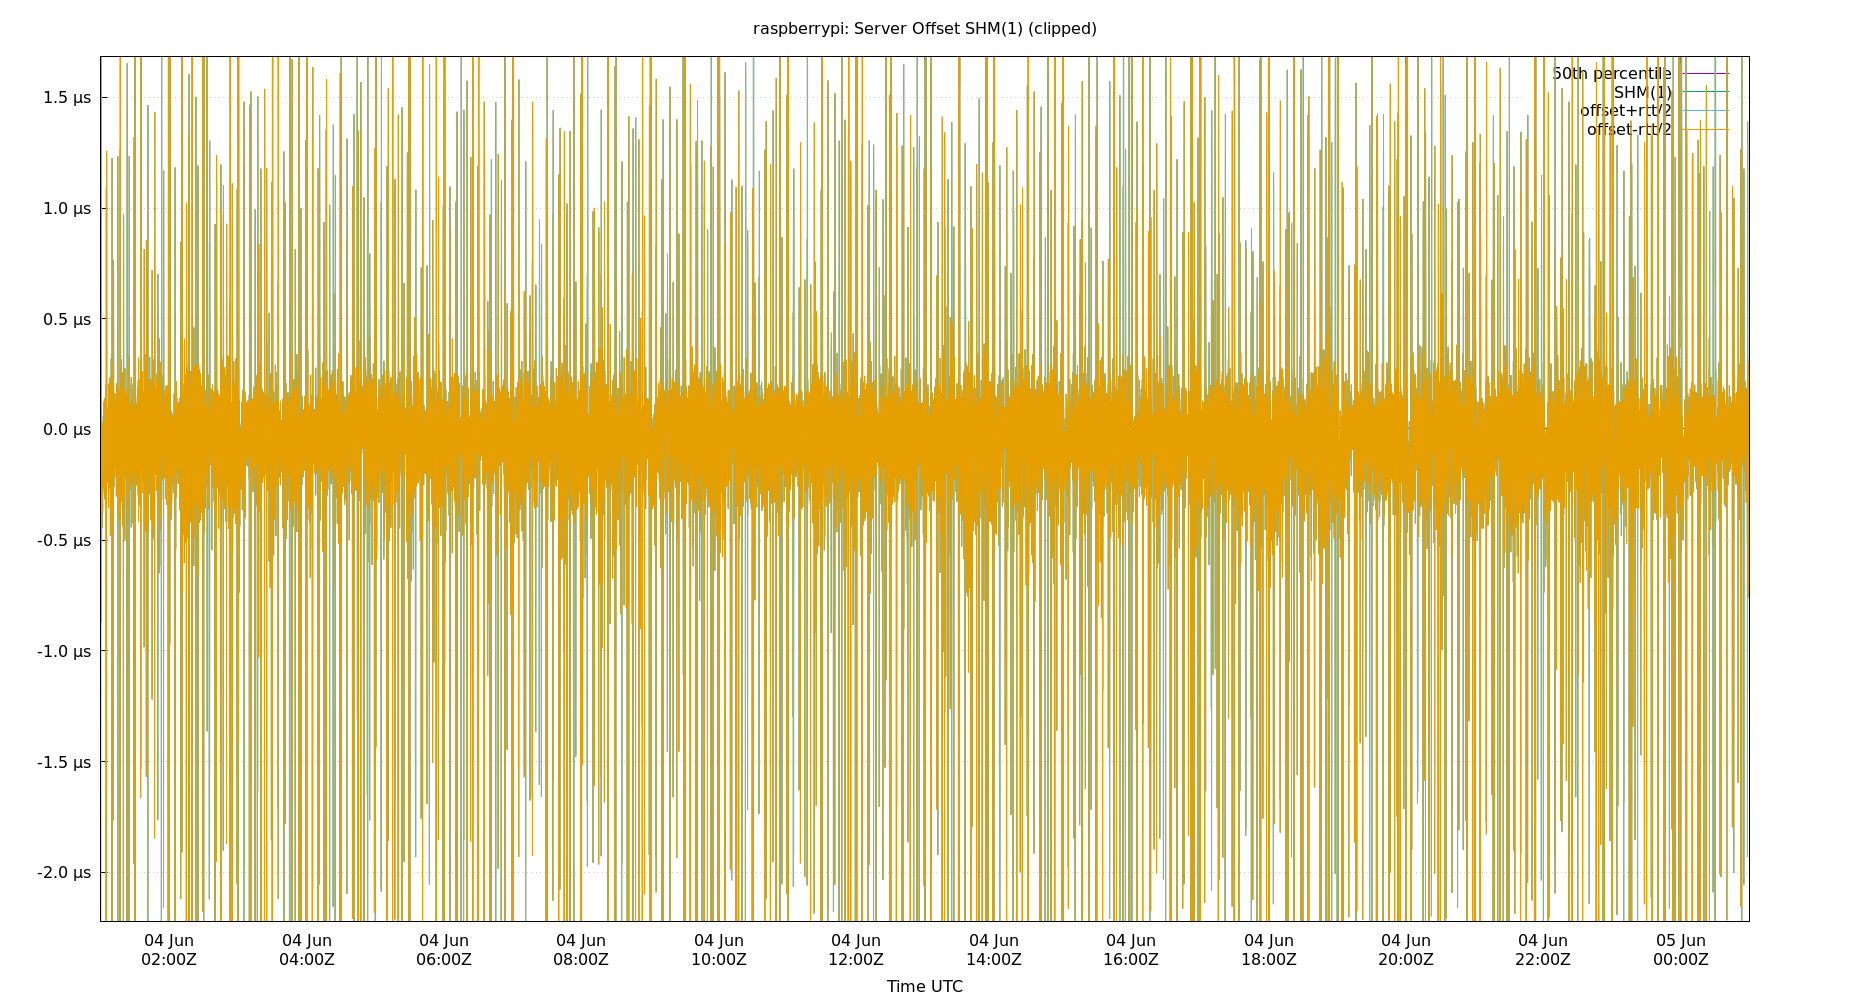 raspberrypi: Server Offset SHM(1) (clipped)
50th percentile
SHM(1)
offset+rtt/2
offset-rtt/2
1.5 µs
1.0 µs
0.5 µs
0.0 µs
-0.5 µs
-1.0 µs
-1.5 µs
-2.0 µs
04 Jun 04 Jun 04 Jun 04 Jun 04 Jun 04 Jun 04 Jun 04 Jun 04 Jun 04 Jun 04 Jun 05 Jun
02:00Z 04:00Z 06:00Z 08:00Z 10:00Z 12:00Z 14:00Z 16:00Z 18:00Z 20:00Z 22:00Z 00:00Z
Time UTC